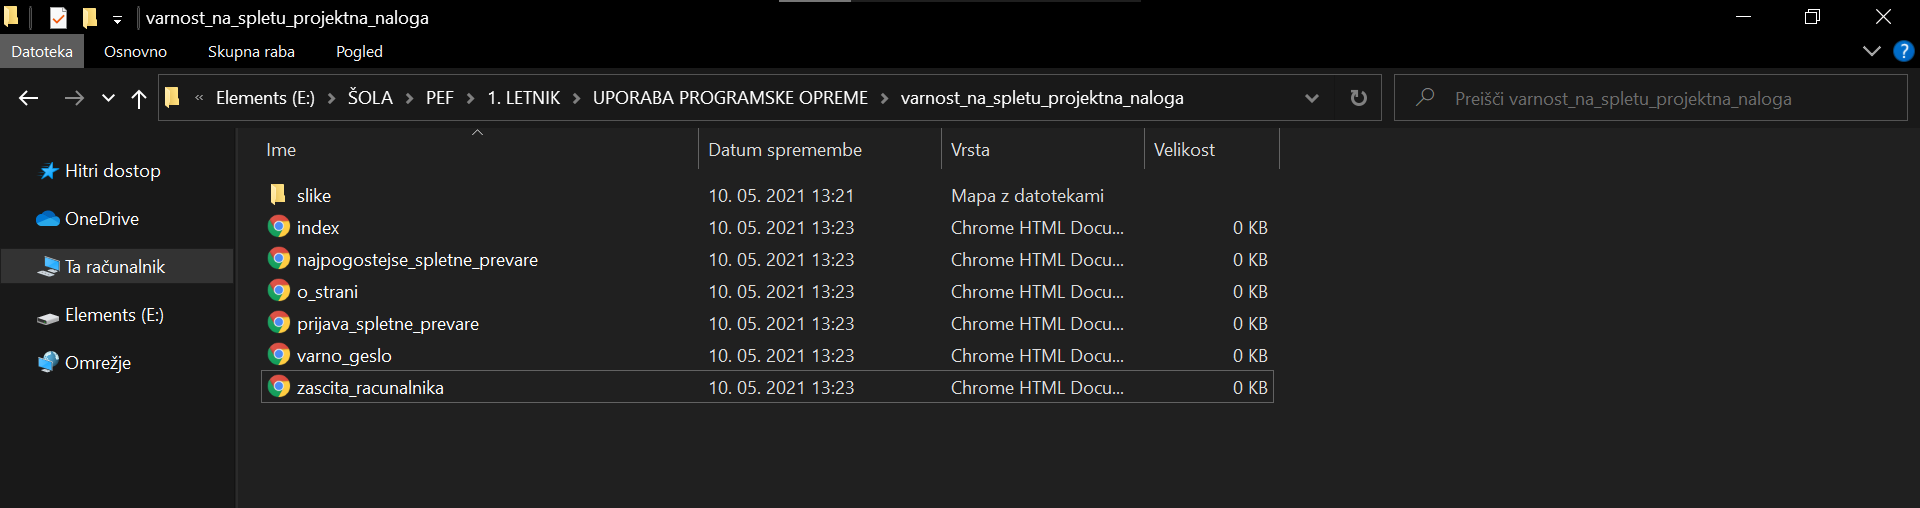 varnost_na_spletu_projektna_naloga
Datoteka Osnovno Skupna raba Pogled
« Elements (E:) > ŠOLA > PEF > 1. LETNIK > UPORABA PROGRAMSKE OPREME > varnost_na_spletu_projektna_naloga
Preišči varnost_na_spletu_projektna_naloga
Hitri dostop
OneDrive
Ta računalnik
Elements (E:)
Omrežje
Ime Datum spremembe Vrsta Velikost
slike 10. 05. 2021 13:21 Mapa z datotekami
index 10. 05. 2021 13:23 Chrome HTML Docu... 0 KB
najpogostejse_spletne_prevare 10. 05. 2021 13:23 Chrome HTML Docu... 0 KB
o_strani 10. 05. 2021 13:23 Chrome HTML Docu... 0 KB
prijava_spletne_prevare 10. 05. 2021 13:23 Chrome HTML Docu... 0 KB
varno_geslo 10. 05. 2021 13:23 Chrome HTML Docu... 0 KB
zascita_racunalnika 10. 05. 2021 13:23 Chrome HTML Docu... 0 KB